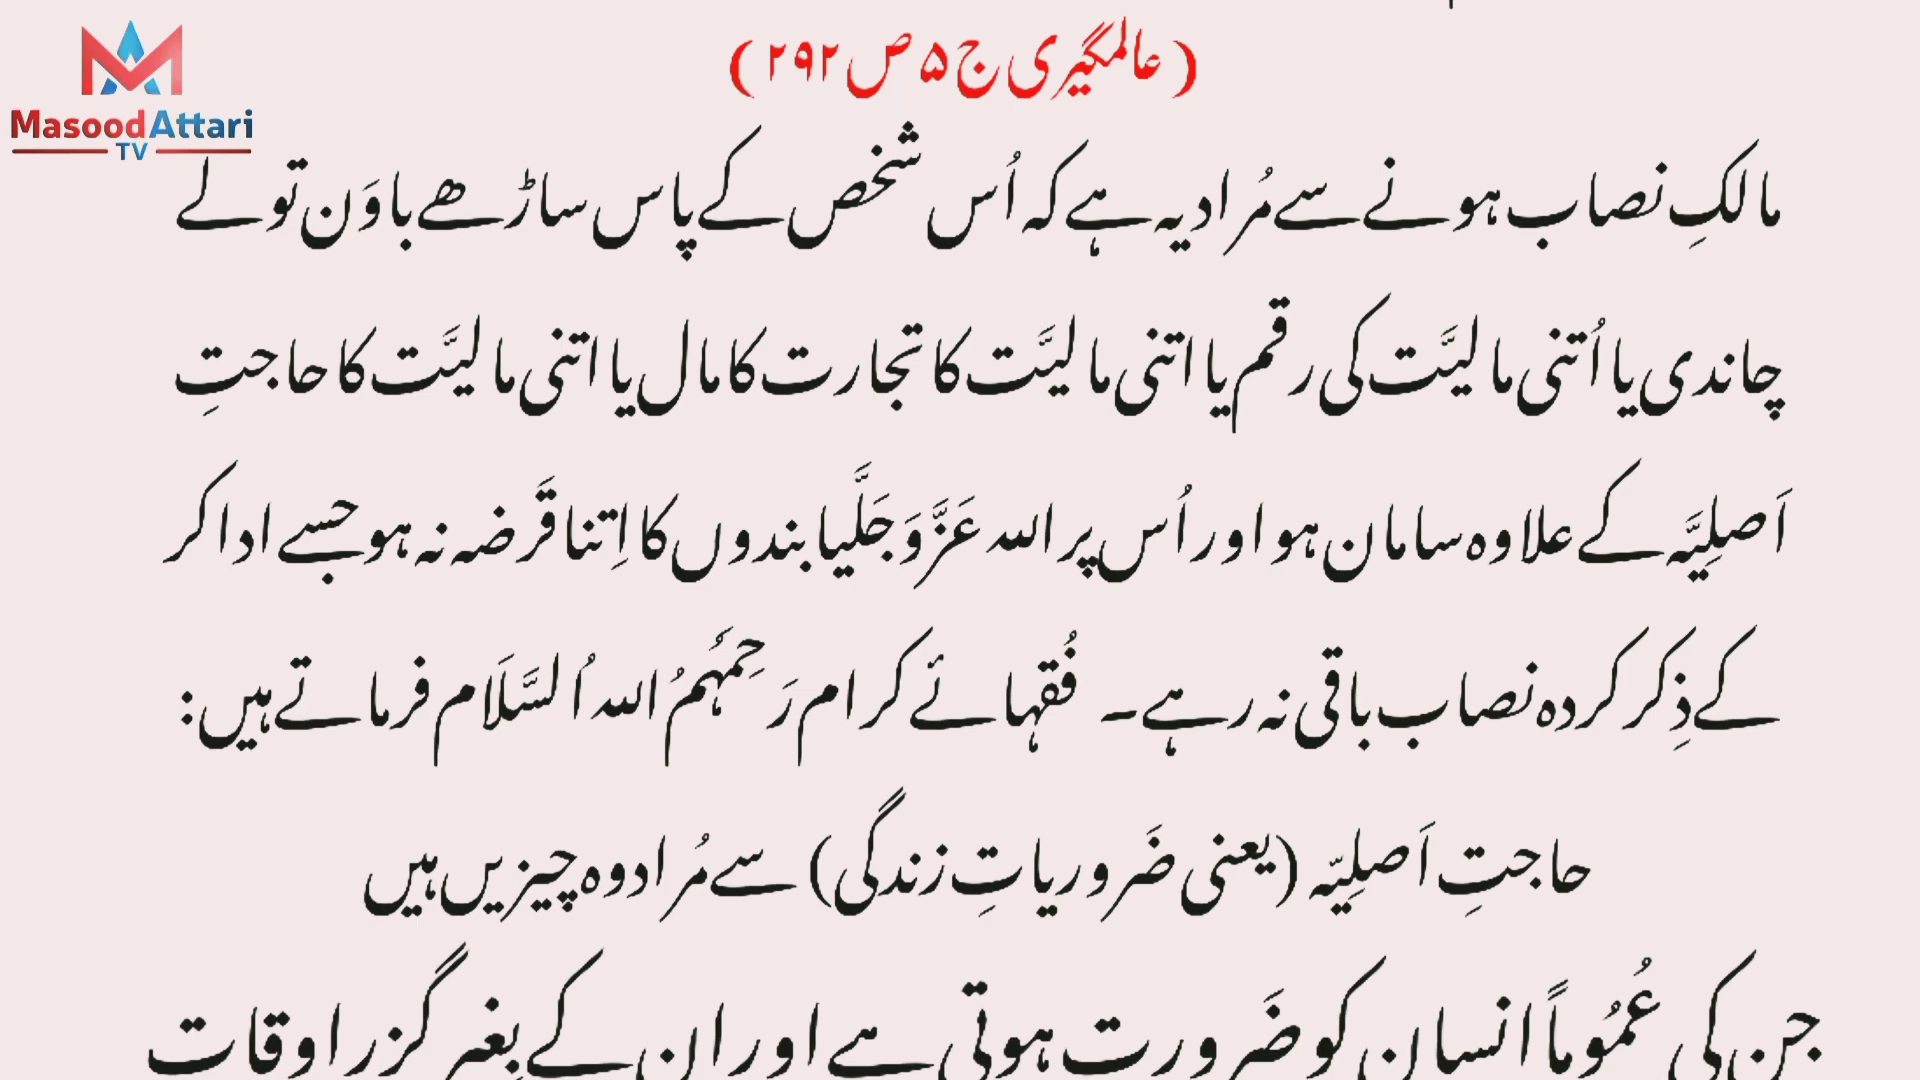 MasoodAttari
TV
(عالمگیری ج ۵ ص ۲۹۲)
مالکِ نصاب ہونے سے مُراد یہ ہے کہ اُس شخص کے پاس ساڑھے باوَن تولے
چاندی یا اُتنی مالیَّت کی رقم یا اتنی مالیَّت کا تجارت کا مال یا اتنی مالیَّت کا حاجتِ
اَصلِیَّہ کے علاوہ سامان ہو اور اُس پر اللہ عَزَّوَجَلَّ یا بندوں کا اِتنا قَرضہ نہ ہو جسے ادا کر
کے ذِکر کردہ نصاب باقی نہ رہے۔ فُقہائے کرام رَحِمَہُمُ اللہُ السَّلَام فرماتے ہیں:
حاجتِ اَصلِیّہ (یعنی ضَروریاتِ زندگی) سے مُراد وہ چیزیں ہیں
جن کی عُمُوماً انسان کو ضَرورت ہوتی ہے اور ان کے بغیر گزر اوقات